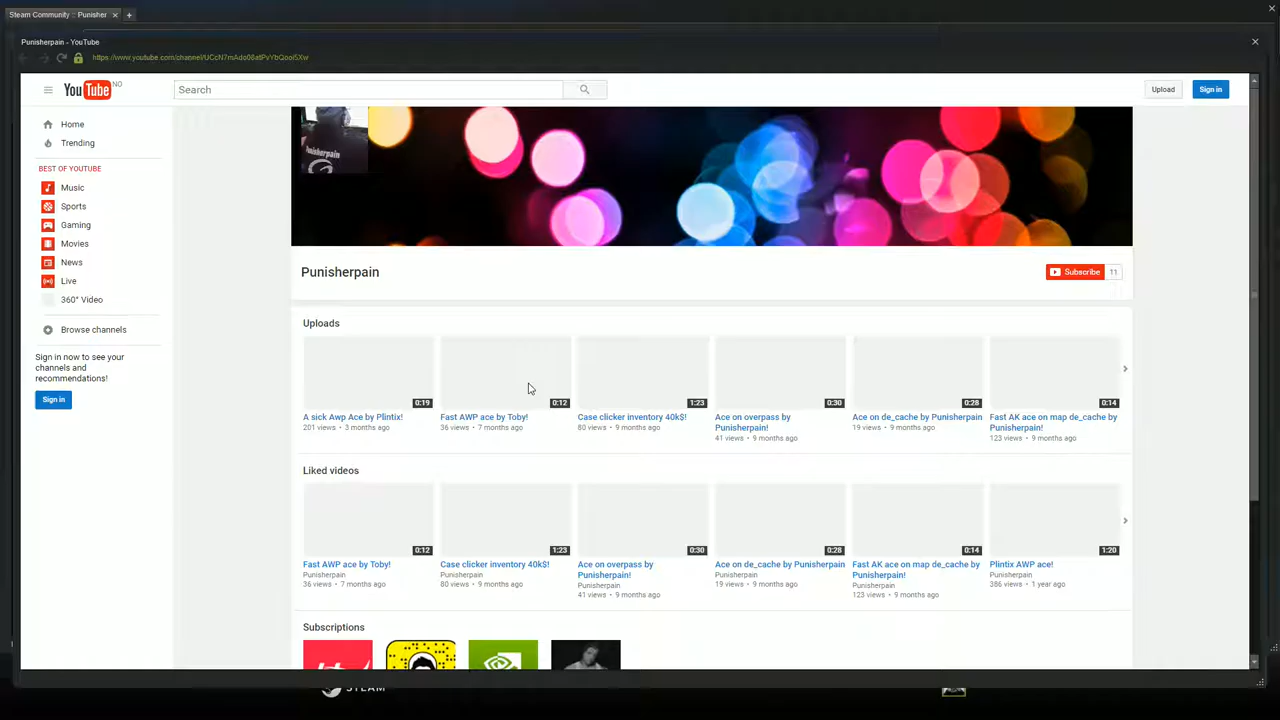 Steam Community :: Punisher
Punisherpain - YouTube
YouTube NO
Search
Upload
Sign in
Home
Trending
BEST OF YOUTUBE
Music
Sports
Gaming
Movies
News
Live
360° Video
Browse channels
Sign in now to see your
channels and
recommendations!
Sign in
Punisherpain
Punisherpain
Subscribe 11
Uploads
0:19 0:12 1:23 0:30 0:28 0:14
A sick Awp Ace by Plintix! Fast AWP ace by Toby! Case clicker inventory 40k$! Ace on overpass by Ace on de_cache by Punisherpain Fast AK ace on map de_cache by
Punisherpain! Punisherpain!
201 views • 3 months ago 36 views • 7 months ago 80 views • 9 months ago 41 views • 9 months ago 19 views • 9 months ago 123 views • 9 months ago
Liked videos
0:12 1:23 0:30 0:28 0:14 1:20
Fast AWP ace by Toby! Case clicker inventory 40k$! Ace on overpass by Ace on de_cache by Punisherpain Fast AK ace on map de_cache by Plintix AWP ace!
Punisherpain! Punisherpain!
Punisherpain Punisherpain Punisherpain Punisherpain Punisherpain Punisherpain
36 views • 7 months ago 80 views • 9 months ago 41 views • 9 months ago 19 views • 9 months ago 123 views • 9 months ago 386 views • 1 year ago
Subscriptions
STEAM